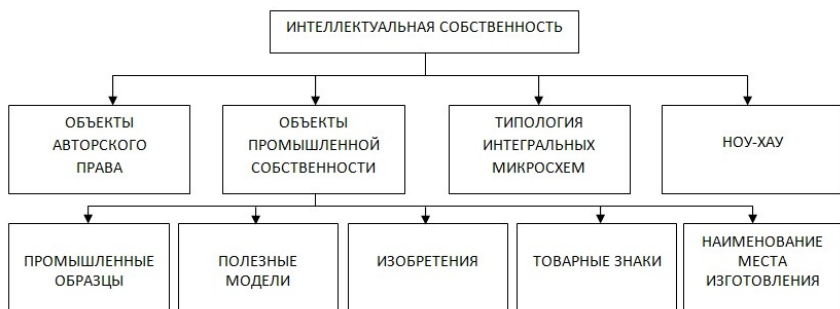 ИНТЕЛЛЕКТУАЛЬНАЯ СОБСТВЕННОСТЬ
ОБЪЕКТЫ
АВТОРСКОГО
ПРАВА
ОБЪЕКТЫ
ПРОМЫШЛЕННОЙ
СОБСТВЕННОСТИ
ТИПОЛОГИЯ
ИНТЕГРАЛЬНЫХ
МИКРОСХЕМ
НОУ-ХАУ
ПРОМЫШЛЕННЫЕ
ОБРАЗЦЫ
ПОЛЕЗНЫЕ
МОДЕЛИ
ИЗОБРЕТЕНИЯ
ТОВАРНЫЕ ЗНАКИ
НАИМЕНОВАНИЕ
МЕСТА
ИЗГОТОВЛЕНИЯ